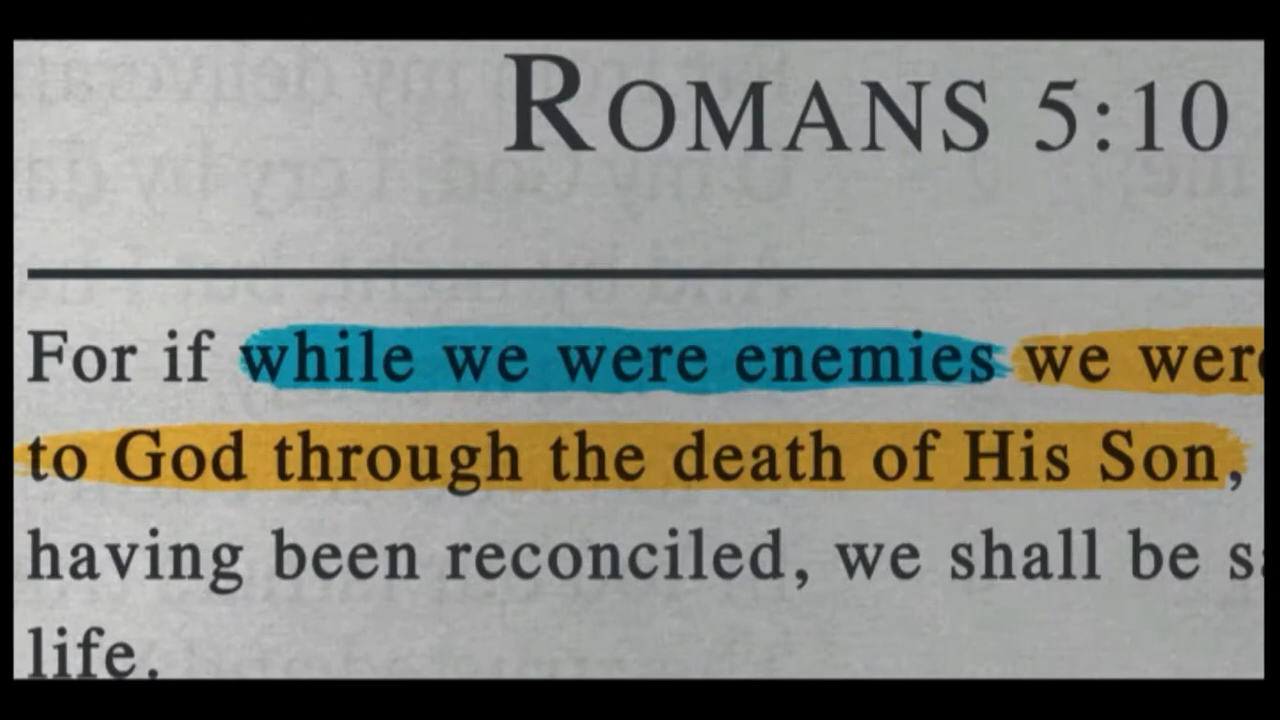 ROMANS 5:10
For if while we were enemies we were
to God through the death of His Son,
having been reconciled, we shall be
life.